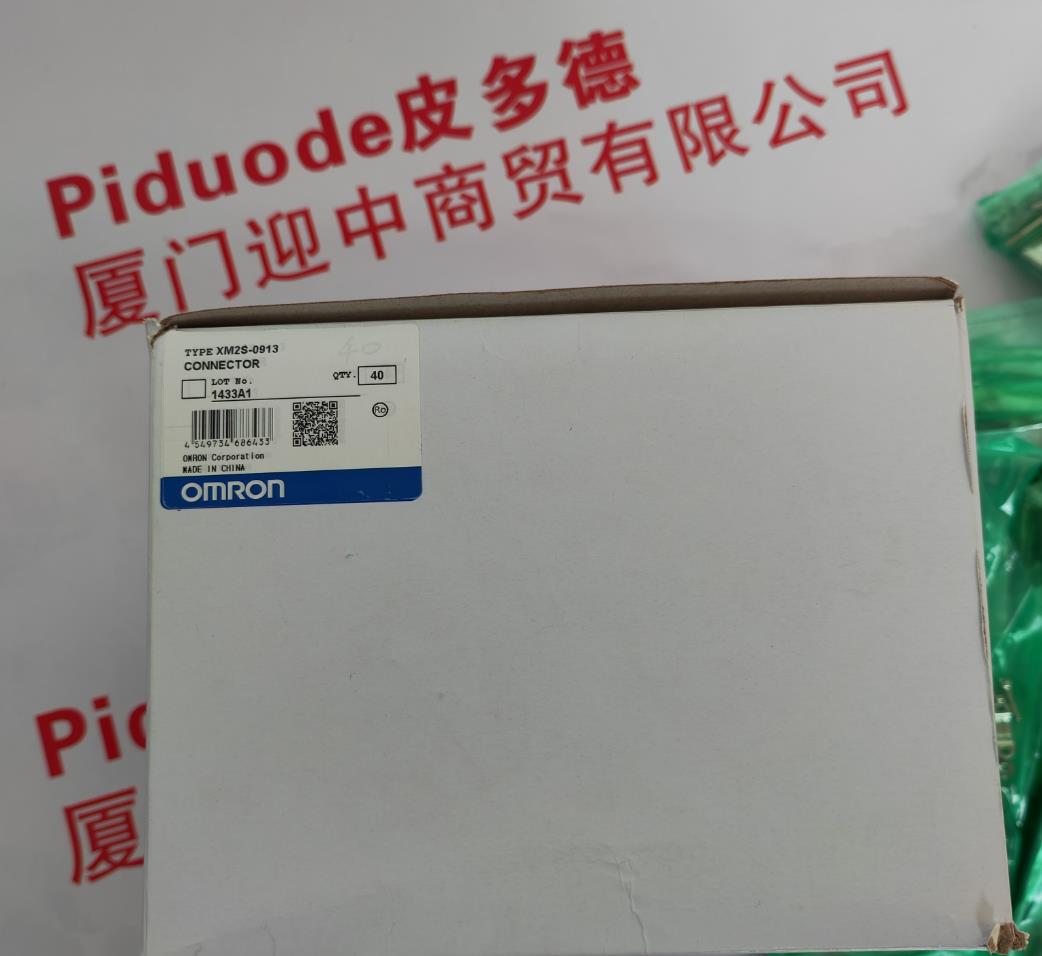 Piduode皮多德
厦门迎中商贸有限公司
TYPE XM2S-0913
40
CONNECTOR
LOT No.
QTY. 40
1433A1
4 549734 686433
OMRON Corporation
MADE IN CHINA
OMRON
Pi
厦